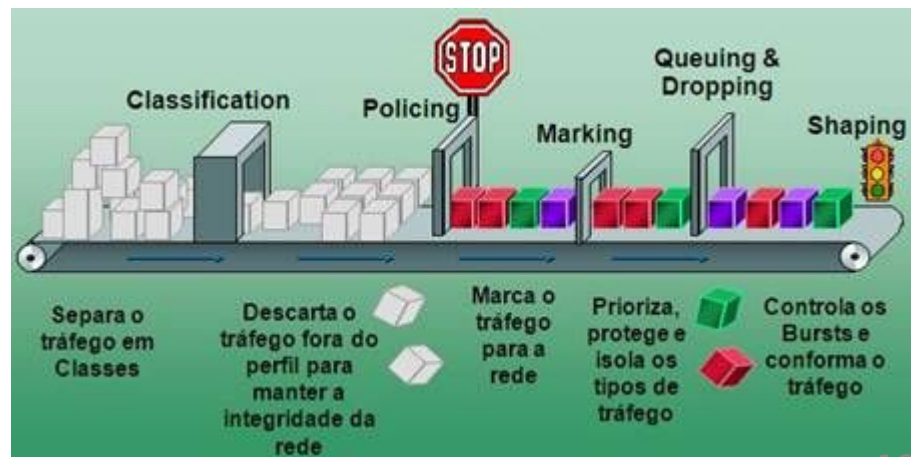 STOP
Classification
Policing
Marking
Queuing &
Dropping
Shaping
Separa o
tráfego em
Classes
Descarta o
tráfego fora do
perfil para
manter a
integridade da
rede
Marca o
tráfego
para a
rede
Prioriza,
protege e
isola os
tipos de
tráfego
Controla os
Bursts e
conforma o
tráfego